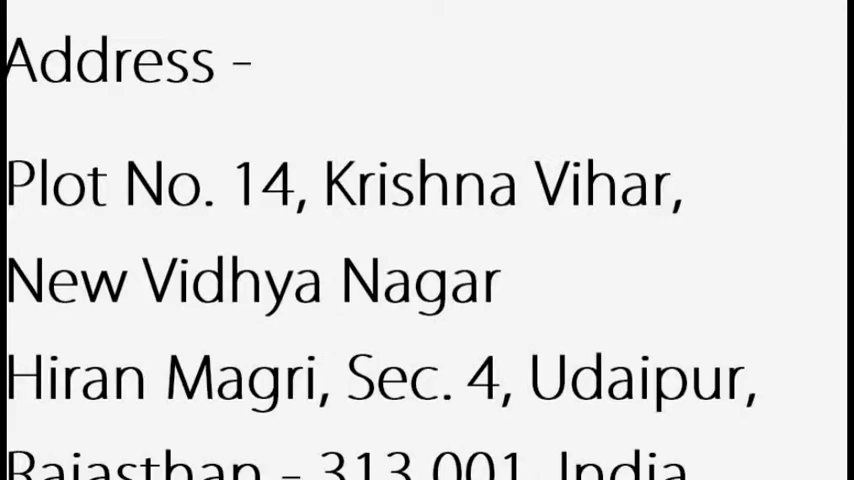 Address -
Plot No. 14, Krishna Vihar,
New Vidhya Nagar
Hiran Magri, Sec. 4, Udaipur,
Rajasthan - 313 001, India